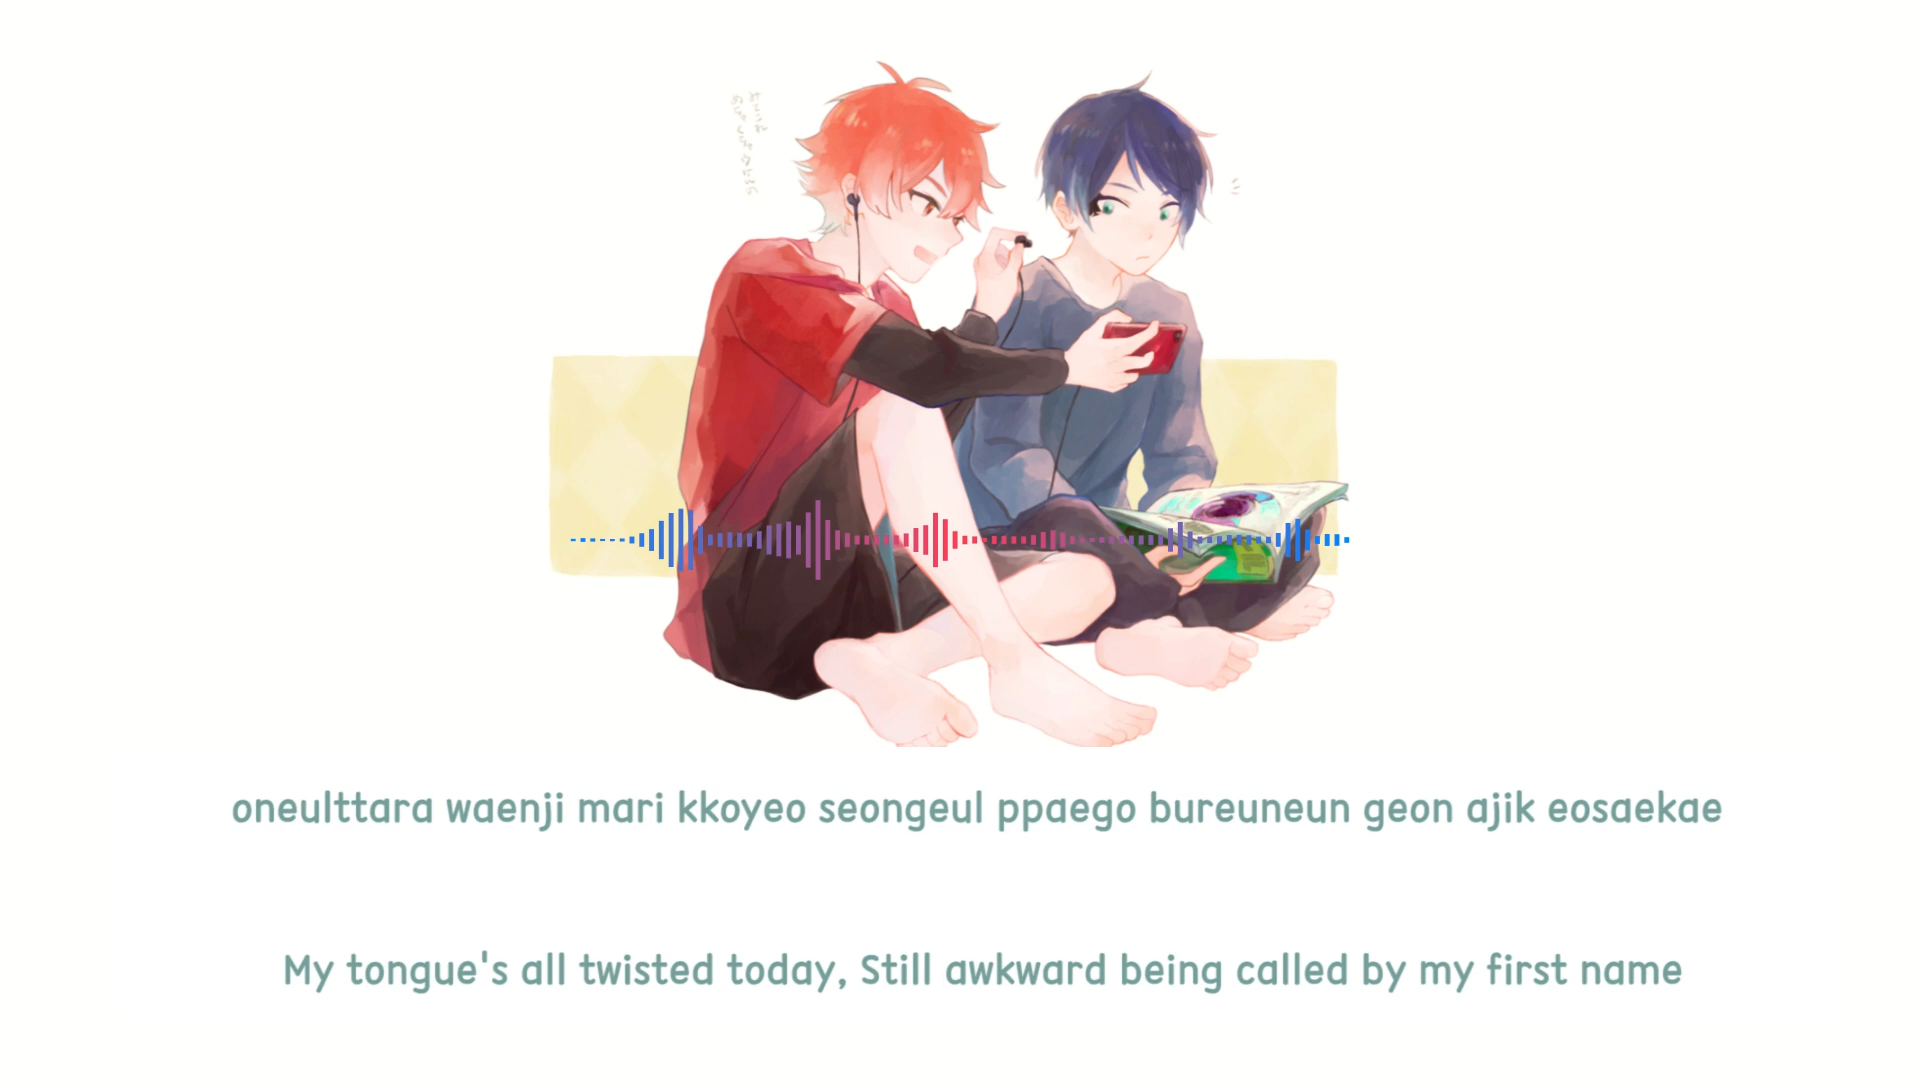 oneulttara waenji mari kkoyeo seongeul ppaego bureuneun geon ajik eosaekae
My tongue's all twisted today, Still awkward being called by my first name